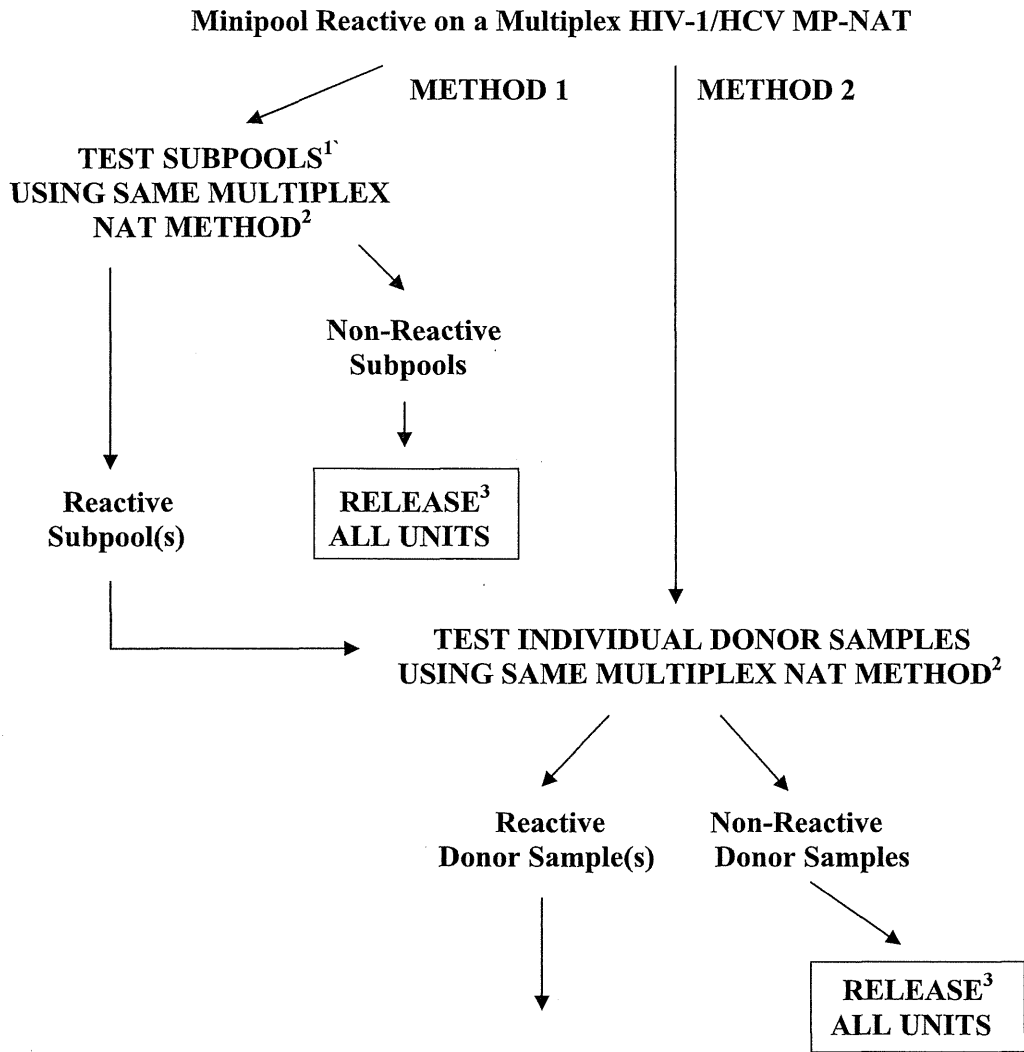 Minipool Reactive on a Multiplex HIV-1/HCV MP-NAT
METHOD 1
METHOD 2
TEST SUBPOOLS1`
USING SAME MULTIPLEX
NAT METHOD2
Non-Reactive
Subpools
Reactive
Subpool(s)
RELEASE3
ALL UNITS
TEST INDIVIDUAL DONOR SAMPLES
USING SAME MULTIPLEX NAT METHOD2
Reactive
Donor Sample(s)
Non-Reactive
Donor Samples
RELEASE3
ALL UNITS